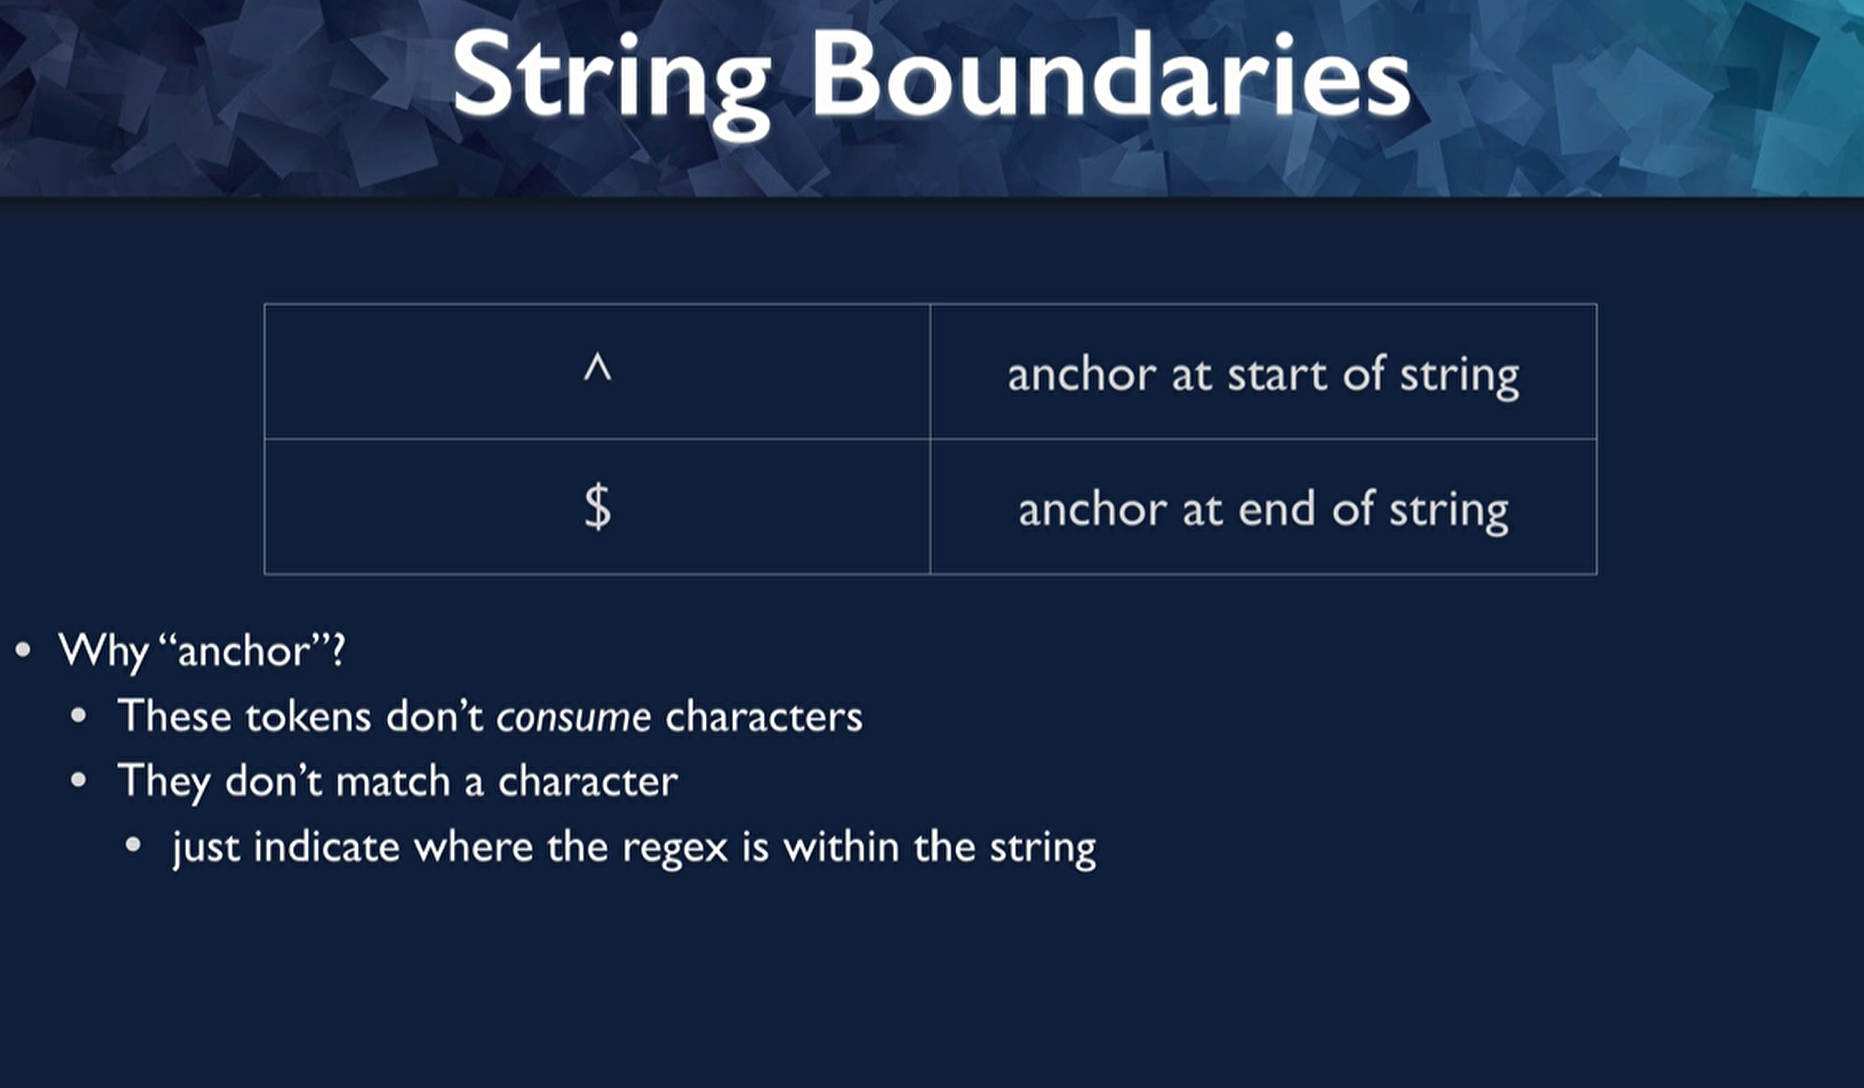 String Boundaries
^
anchor at start of string
$
anchor at end of string
• Why “anchor”?
• These tokens don’t consume characters
• They don’t match a character
• just indicate where the regex is within the string